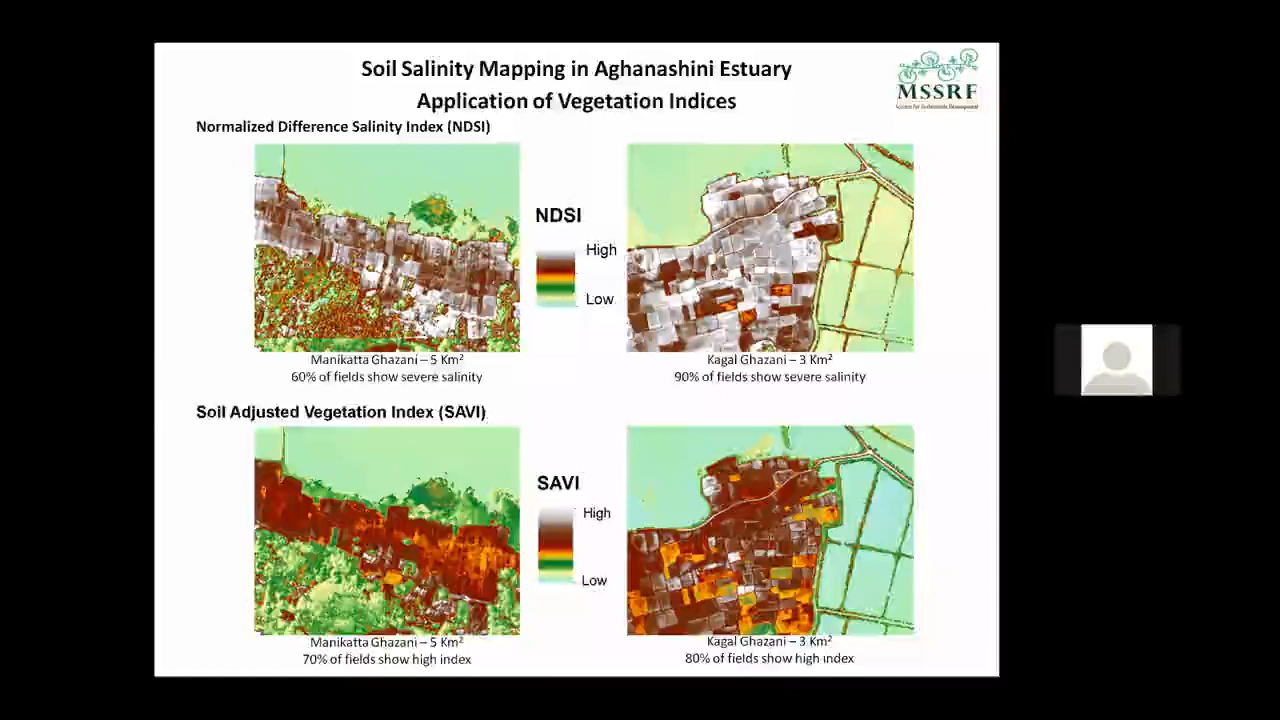 Soil Salinity Mapping in Aghanashini Estuary
Application of Vegetation Indices
MSSRF
Normalized Difference Salinity Index (NDSI)
NDSI
High
Low
Manikatta Ghazani – 5 Km²
60% of fields show severe salinity
Kagal Ghazani – 3 Km²
90% of fields show severe salinity
Soil Adjusted Vegetation Index (SAVI)
SAVI
High
Low
Manikatta Ghazani – 5 Km²
70% of fields show high index
Kagal Ghazani – 3 Km²
80% of fields show high index